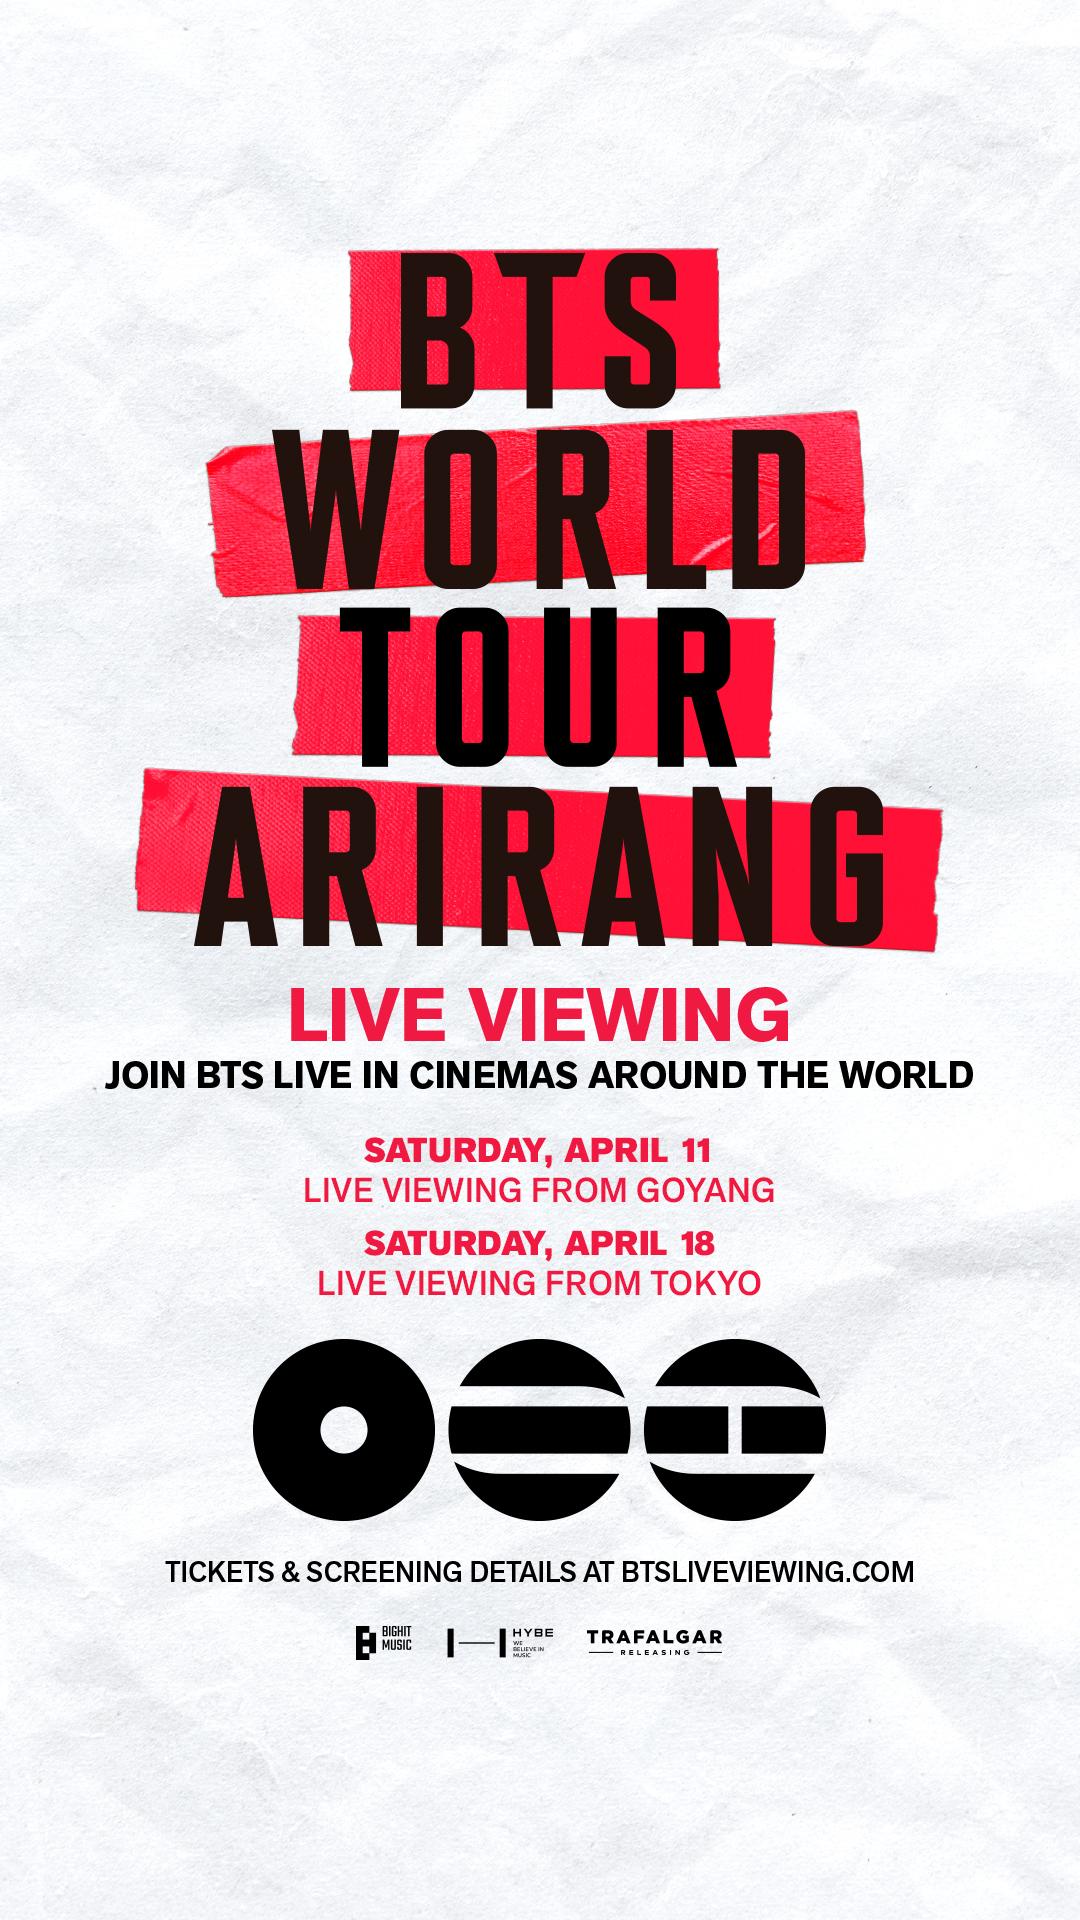 BTS
WORLD
TOUR
ARIRANG
LIVE VIEWING
JOIN BTS LIVE IN CINEMAS AROUND THE WORLD
SATURDAY, APRIL 11
LIVE VIEWING FROM GOYANG
SATURDAY, APRIL 18
LIVE VIEWING FROM TOKYO
TICKETS & SCREENING DETAILS AT BTSLIVEVIEWING.COM
BIGHIT
MUSIC
HYBE
WE
BELIEVE IN
MUSIC
TRAFALGAR
RELEASING